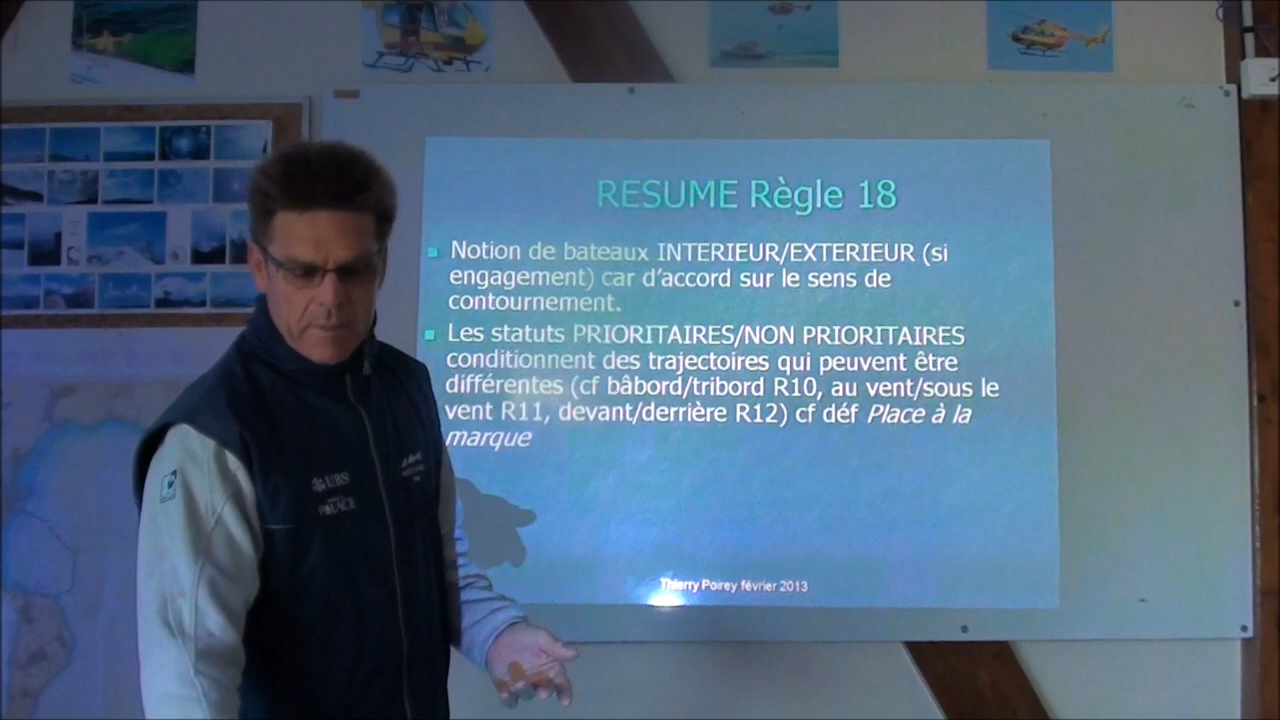 RESUME Règle 18
Notion de bateaux INTERIEUR/EXTERIEUR (si
engagement) car d'accord sur le sens de
contournement.
Les statuts PRIORITAIRES/NON PRIORITAIRES
conditionnent des trajectoires qui peuvent être
différentes (cf bâbord/tribord R10, au vent/sous le
vent R11, devant/derrière R12) cf déf Place à la
marque
UBS
PALACE
Thierry Poirey février 2013